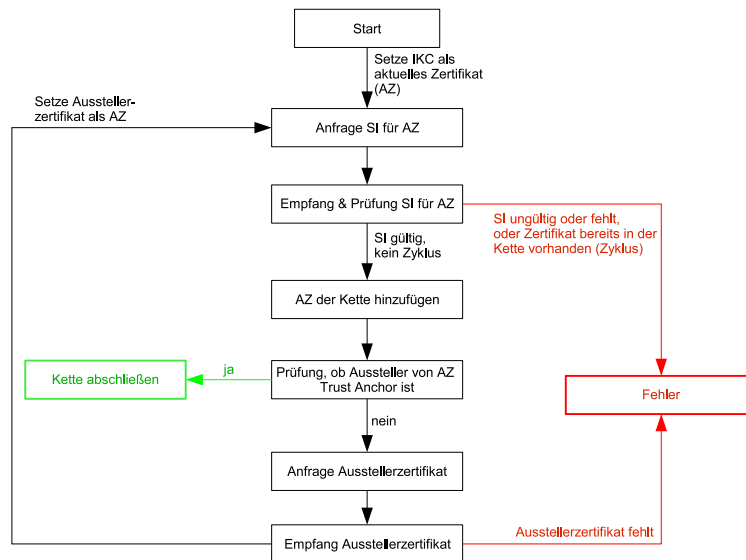 Start
Setze IKC als
aktuelles Zertifikat
(AZ)
Setze Aussteller-
zertifikat als AZ
Anfrage SI für AZ
Empfang & Prüfung SI für AZ
SI ungültig oder fehlt,
oder Zertifikat bereits in der
Kette vorhanden (Zyklus)
SI gültig,
kein Zyklus
AZ der Kette hinzufügen
Prüfung, ob Aussteller von AZ
Trust Anchor ist
ja
Kette abschließen
Fehler
nein
Anfrage Ausstellerzertifikat
Empfang Ausstellerzertifikat
Ausstellerzertifikat fehlt